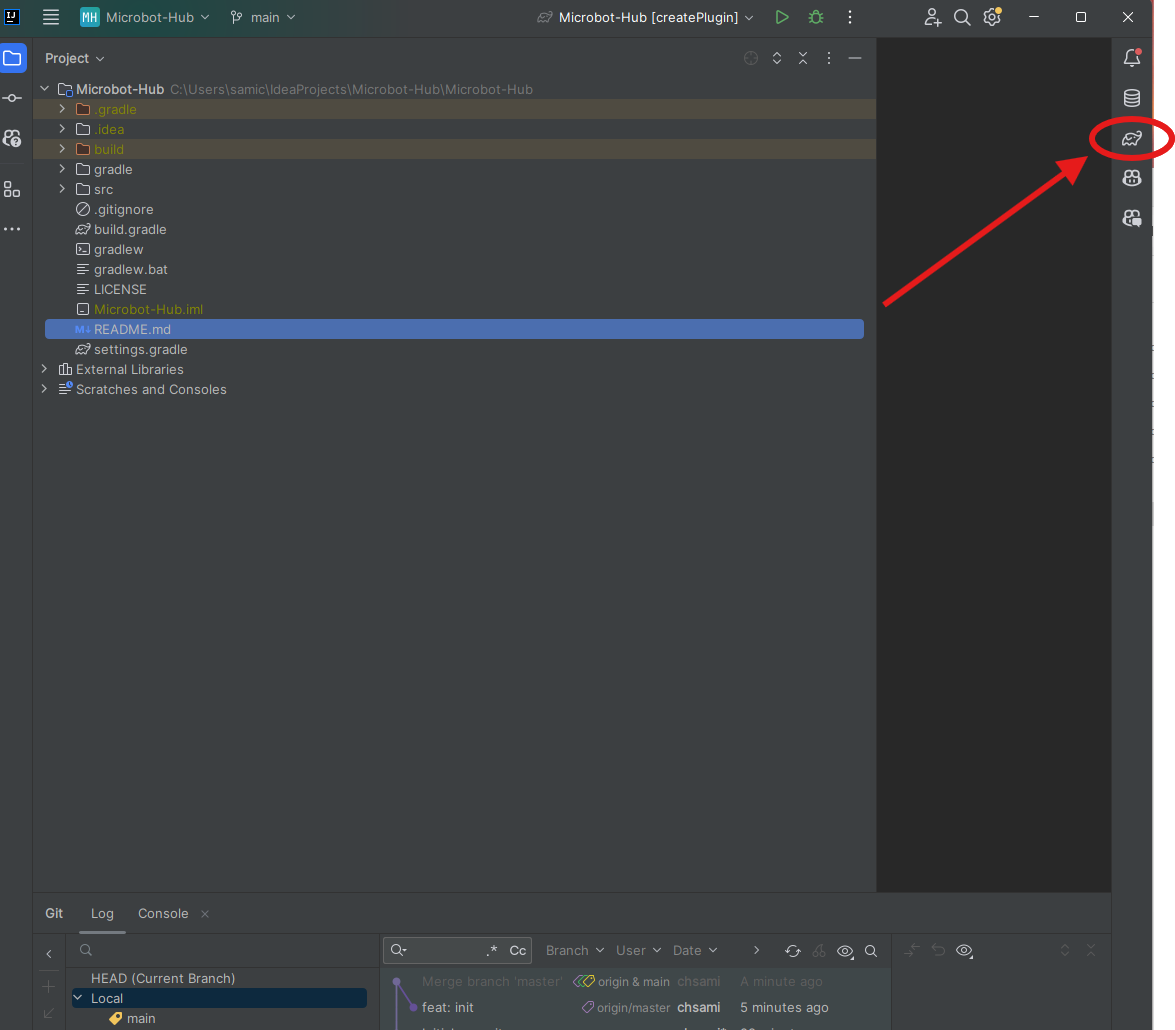 IJ MH Microbot-Hub main Microbot-Hub [createPlugin]
Project
Microbot-Hub C:\Users\samic\IdeaProjects\Microbot-Hub\Microbot-Hub
.gradle
.idea
build
gradle
src
.gitignore
build.gradle
gradlew
gradlew.bat
LICENSE
Microbot-Hub.iml
M↓ README.md
settings.gradle
External Libraries
Scratches and Consoles
Git Log Console
.* Cc Branch User Date
HEAD (Current Branch)
Merge branch 'master' origin & main chsami A minute ago
Local
feat: init origin/master chsami 5 minutes ago
main